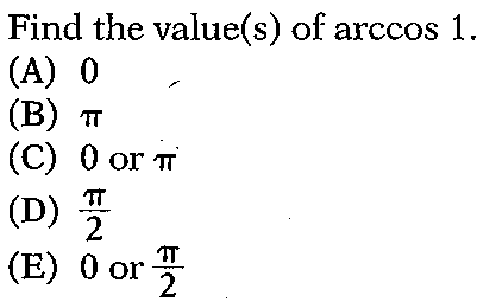 Find the value(s) of arccos 1.
(A) 0
(B) π
(C) 0 or π
(D) π/2
(E) 0 or π/2